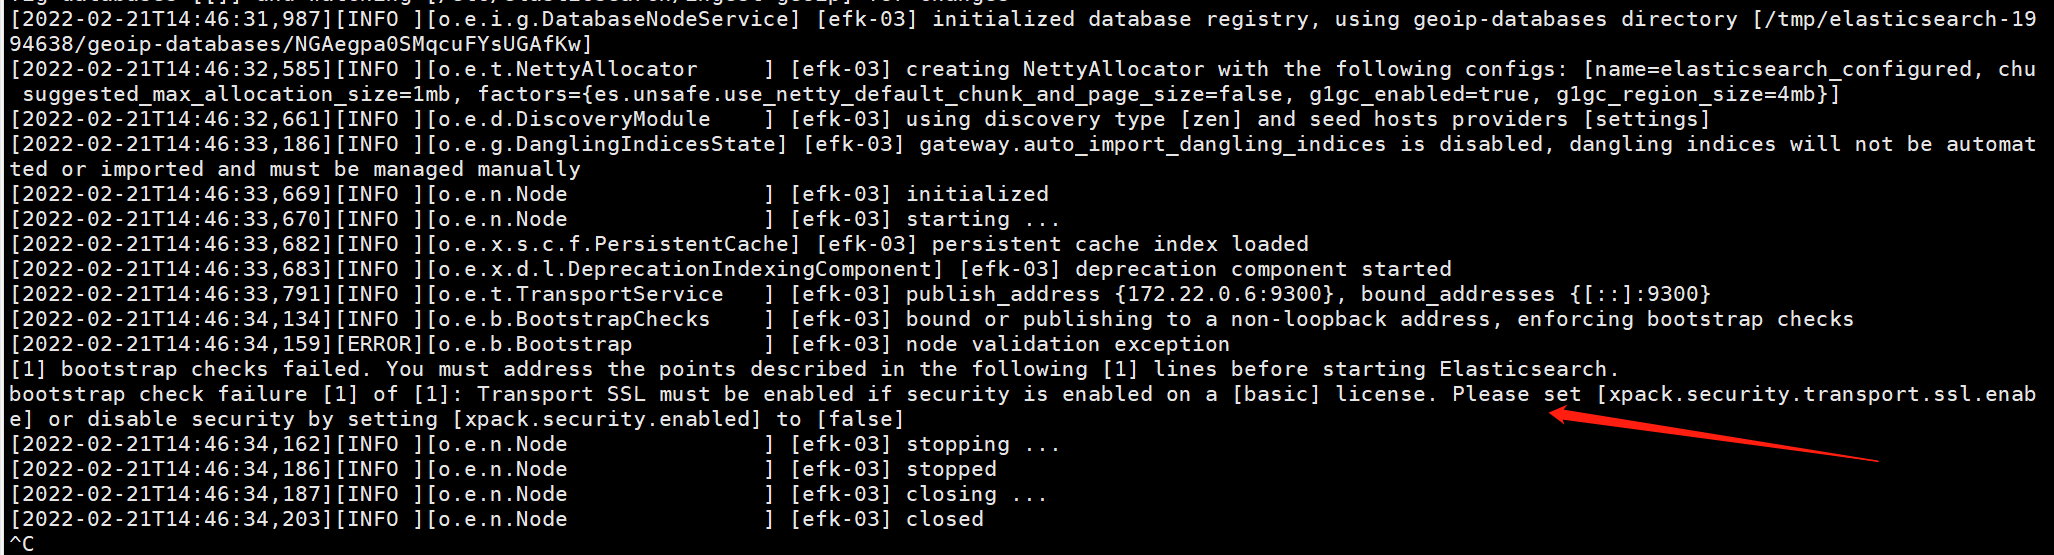 [2022-02-21T14:46:31,987][INFO ][o.e.i.g.DatabaseNodeService] [efk-03] initialized database registry, using geoip-databases directory [/tmp/elasticsearch-19
94638/geoip-databases/NGAegpa0SMqcuFYsUGAfKw]
[2022-02-21T14:46:32,585][INFO ][o.e.t.NettyAllocator     ] [efk-03] creating NettyAllocator with the following configs: [name=elasticsearch_configured, chu
suggested_max_allocation_size=1mb, factors={es.unsafe.use_netty_default_chunk_and_page_size=false, g1gc_enabled=true, g1gc_region_size=4mb}]
[2022-02-21T14:46:32,661][INFO ][o.e.d.DiscoveryModule    ] [efk-03] using discovery type [zen] and seed hosts providers [settings]
[2022-02-21T14:46:33,186][INFO ][o.e.g.DanglingIndicesState] [efk-03] gateway.auto_import_dangling_indices is disabled, dangling indices will not be automat
ted or imported and must be managed manually
[2022-02-21T14:46:33,669][INFO ][o.e.n.Node               ] [efk-03] initialized
[2022-02-21T14:46:33,670][INFO ][o.e.n.Node               ] [efk-03] starting ...
[2022-02-21T14:46:33,682][INFO ][o.e.x.s.c.f.PersistentCache] [efk-03] persistent cache index loaded
[2022-02-21T14:46:33,683][INFO ][o.e.x.d.l.DeprecationIndexingComponent] [efk-03] deprecation component started
[2022-02-21T14:46:33,791][INFO ][o.e.t.TransportService   ] [efk-03] publish_address {172.22.0.6:9300}, bound_addresses {[::]:9300}
[2022-02-21T14:46:34,134][INFO ][o.e.b.BootstrapChecks    ] [efk-03] bound or publishing to a non-loopback address, enforcing bootstrap checks
[2022-02-21T14:46:34,159][ERROR][o.e.b.Bootstrap          ] [efk-03] node validation exception
[1] bootstrap checks failed. You must address the points described in the following [1] lines before starting Elasticsearch.
bootstrap check failure [1] of [1]: Transport SSL must be enabled if security is enabled on a [basic] license. Please set [xpack.security.transport.ssl.enab
e] or disable security by setting [xpack.security.enabled] to [false]
[2022-02-21T14:46:34,162][INFO ][o.e.n.Node               ] [efk-03] stopping ...
[2022-02-21T14:46:34,186][INFO ][o.e.n.Node               ] [efk-03] stopped
[2022-02-21T14:46:34,187][INFO ][o.e.n.Node               ] [efk-03] closing ...
[2022-02-21T14:46:34,203][INFO ][o.e.n.Node               ] [efk-03] closed
^C